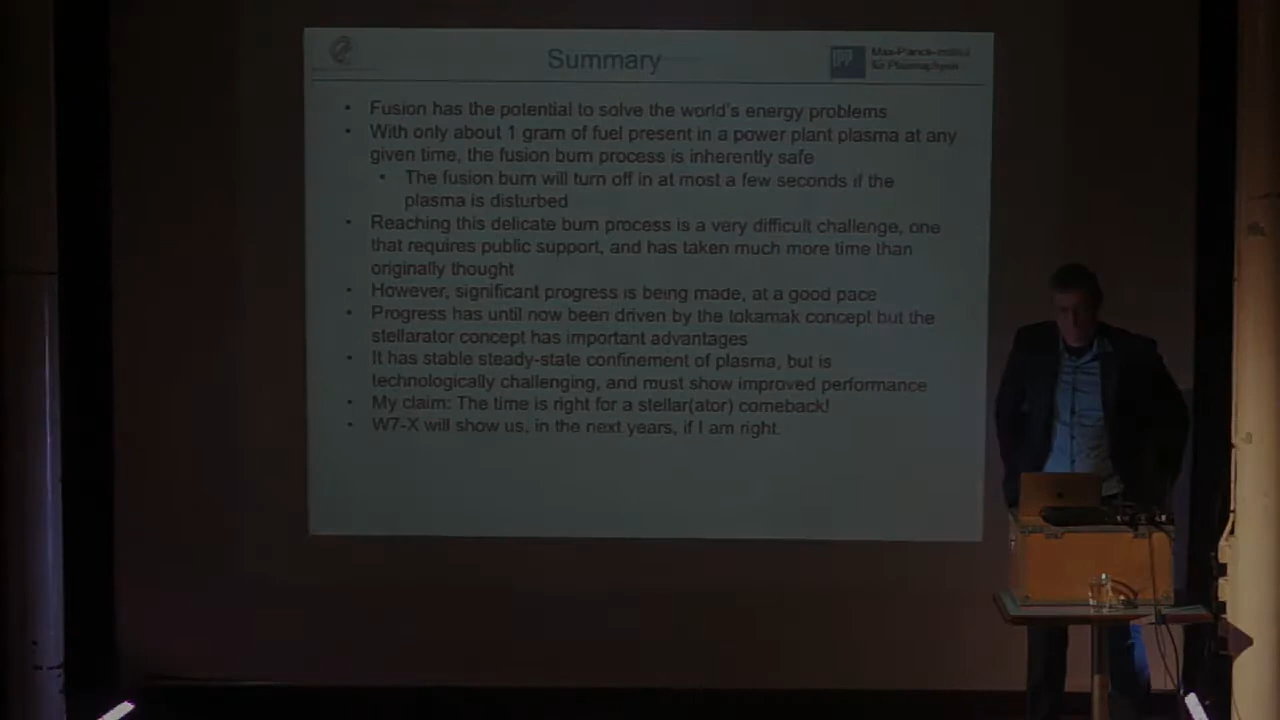 Summary
IPP
Max-Planck-Institut
für Plasmaphysik
• Fusion has the potential to solve the world's energy problems
• With only about 1 gram of fuel present in a power plant plasma at any
given time, the fusion burn process is inherently safe
• The fusion burn will turn off in at most a few seconds if the
plasma is disturbed
• Reaching this delicate burn process is a very difficult challenge, one
that requires public support, and has taken much more time than
originally thought
• However, significant progress is being made, at a good pace
• Progress has until now been driven by the tokamak concept but the
stellarator concept has important advantages
• It has stable steady-state confinement of plasma, but is
technologically challenging, and must show improved performance
• My claim: The time is right for a stellar(ator) comeback!
• W7-X will show us, in the next years, if I am right.